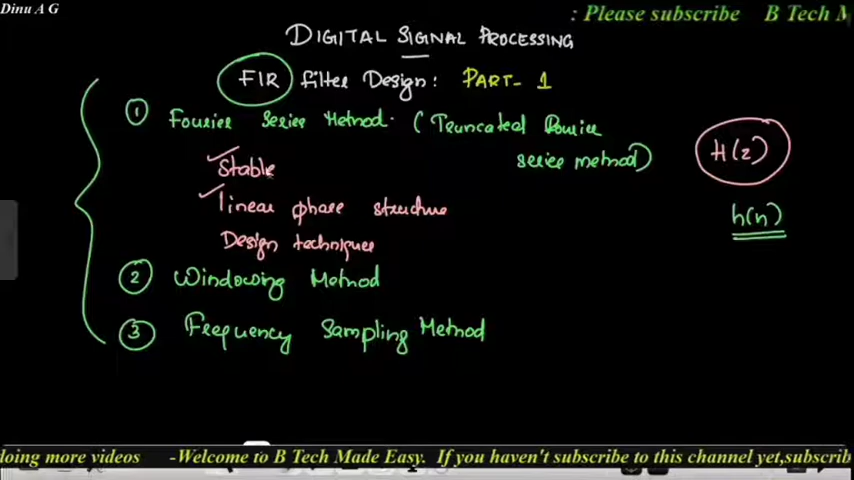 Dinu A G
: Please subscribe B Tech M
DIGITAL SIGNAL PROCESSING
FIR Filter Design: PART-1
① Fourier Series Method. (Truncated Fourier
series method)
H(z)
✓Stable
✓linear phase structure
h(n)
Design techniques
② Windowing Method
③ Frequency Sampling Method
doing more videos -Welcome to B Tech Made Easy. If you haven't subscribe to this channel yet,subscrib